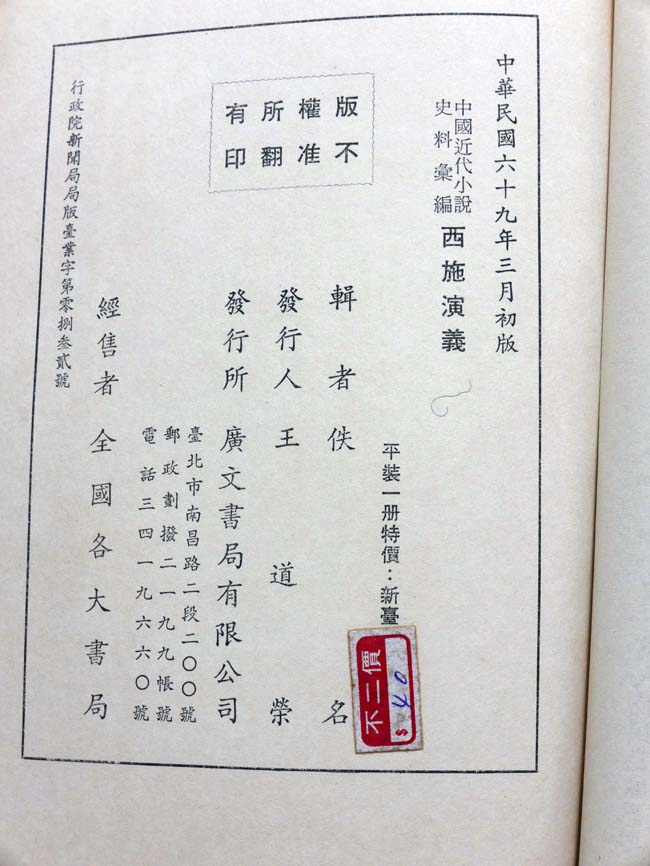 中華民國六十九年三月初版
中國近代小說
史料彙編
西施演義
平裝一册特價：新臺
不二價
$ 40
版權所有
不准翻印
輯者佚名
發行人王道榮
發行所廣文書局有限公司
臺北市南昌路二段二〇〇號
郵政劃撥二一九九帳號
電話三四一九六六〇號
經售者全國各大書局
行政院新聞局局版臺業字第零捌叁貳號